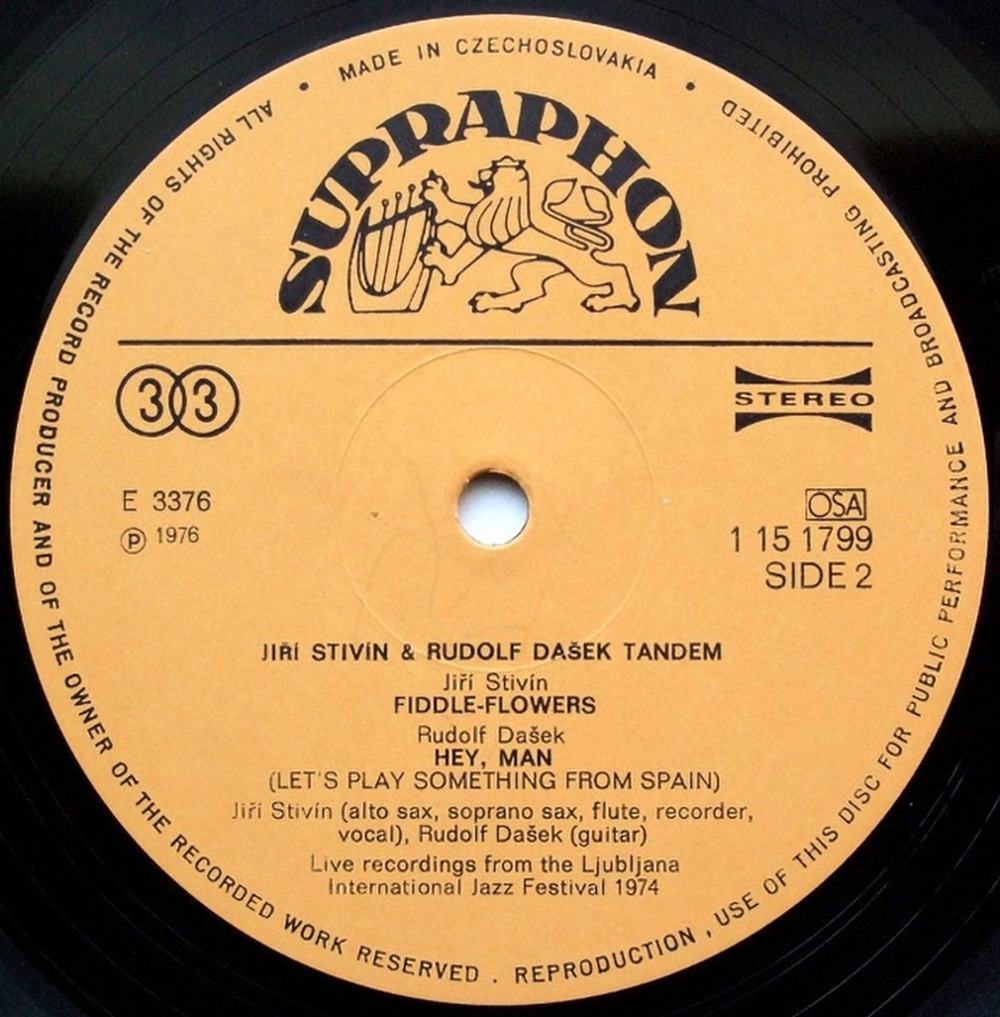 ALL RIGHTS OF THE RECORD PRODUCER AND OF THE OWNER OF THE RECORDED WORK RESERVED . REPRODUCTION , USE OF THIS DISC FOR PUBLIC PERFORMANCE AND BROADCASTING PROHIBITED
• MADE IN CZECHOSLOVAKIA •
SUPRAPHON
33
STEREO
E 3376
Ⓟ 1976
OSA
1 15 1799
SIDE 2
JIŘÍ STIVÍN & RUDOLF DAŠEK TANDEM
Jiří Stivín
FIDDLE-FLOWERS
Rudolf Dašek
HEY, MAN
(LET'S PLAY SOMETHING FROM SPAIN)
Jiří Stivín (alto sax, soprano sax, flute, recorder,
vocal), Rudolf Dašek (guitar)
Live recordings from the Ljubljana
International Jazz Festival 1974